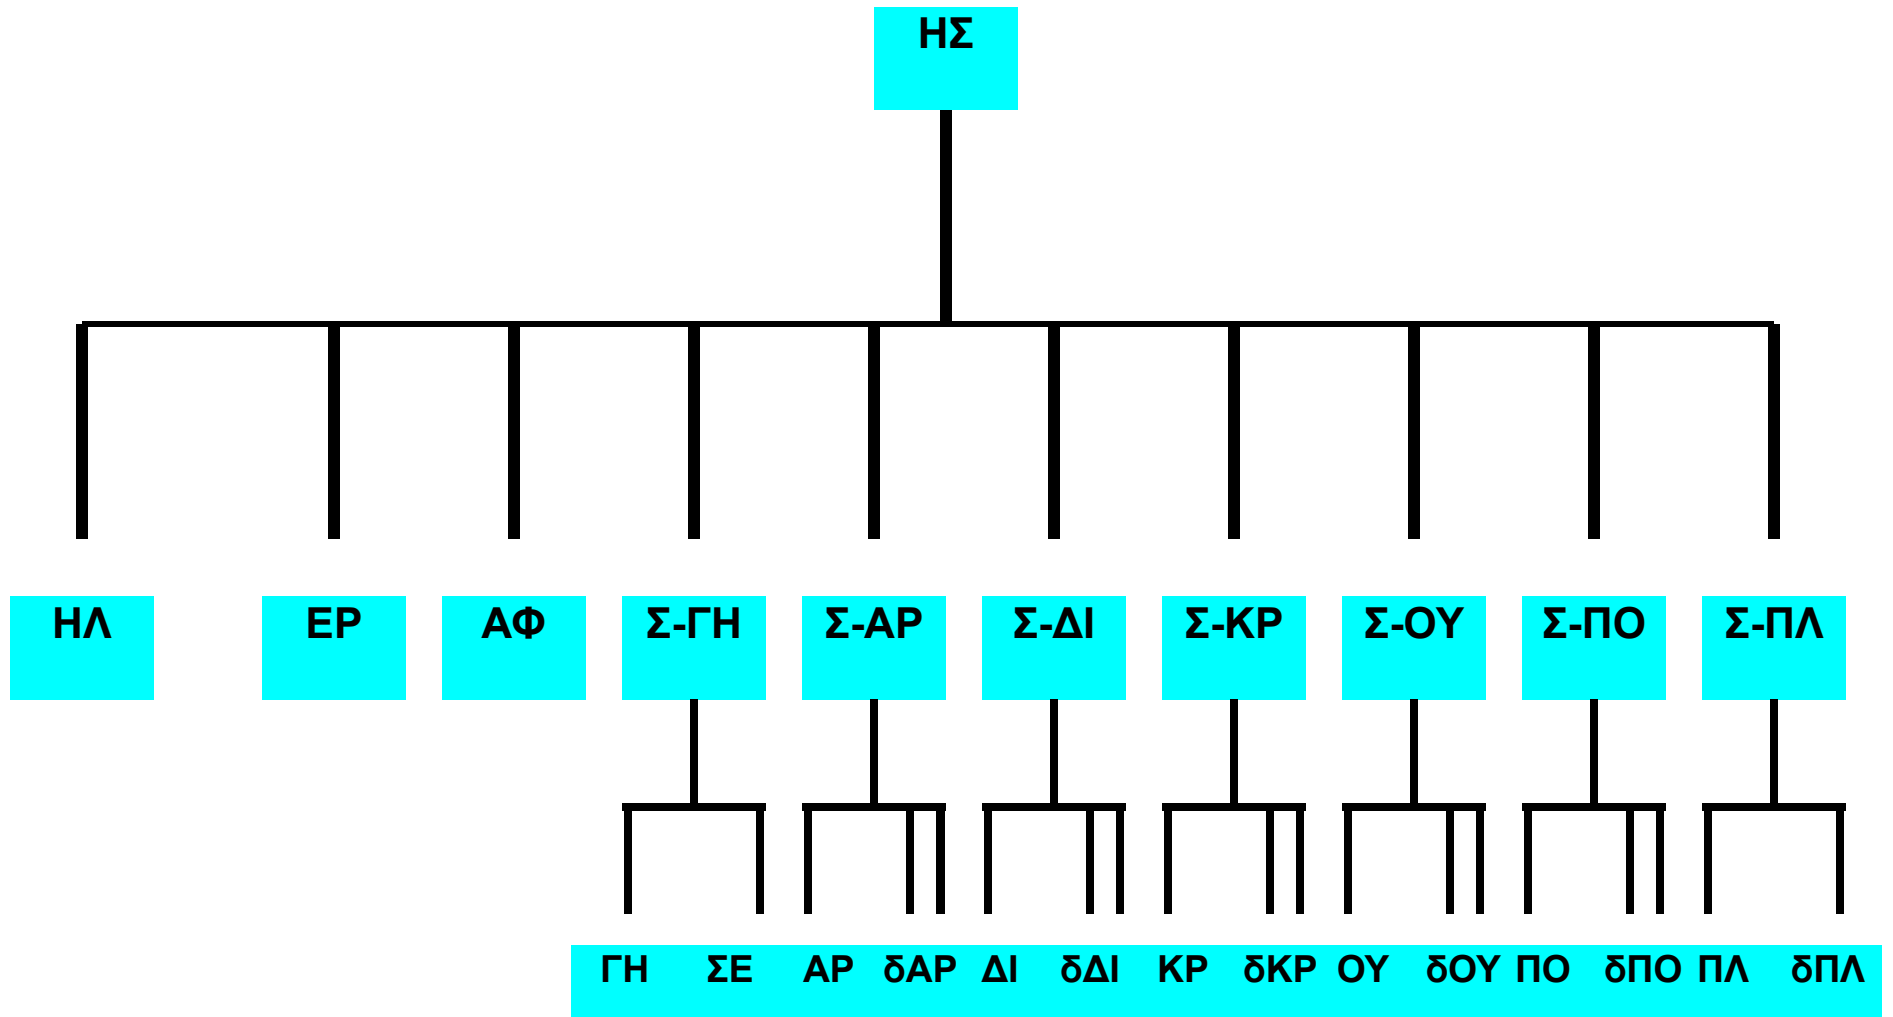 ΗΣ
ΗΛ ΕΡ ΑΦ Σ-ΓΗ Σ-ΑΡ Σ-ΔΙ Σ-ΚΡ Σ-ΟΥ Σ-ΠΟ Σ-ΠΛ
ΓΗ ΣΕ ΑΡ δΑΡ ΔΙ δΔΙ ΚΡ δΚΡ ΟΥ δΟΥ ΠΟ δΠΟ ΠΛ δΠΛ